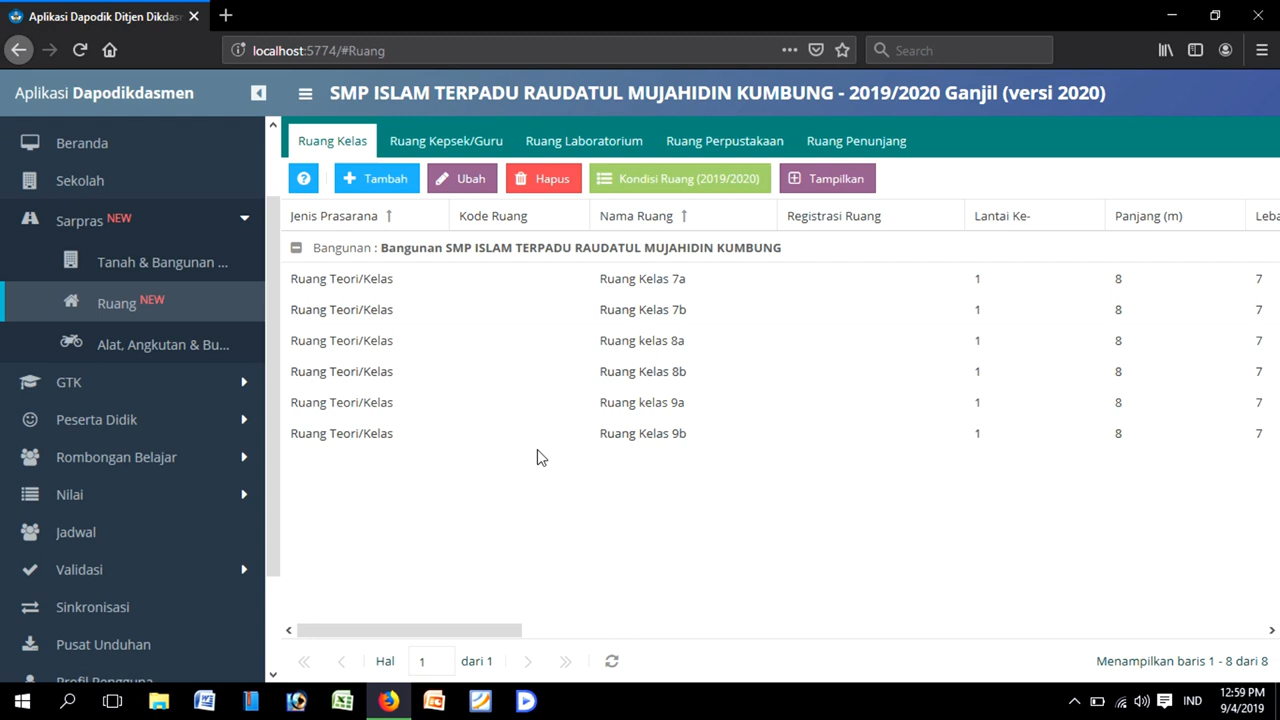 Aplikasi Dapodik Ditjen Dikdas
localhost:5774/#Ruang
Search
Aplikasi Dapodikdasmen
SMP ISLAM TERPADU RAUDATUL MUJAHIDIN KUMBUNG - 2019/2020 Ganjil (versi 2020)
Beranda
Sekolah
Sarpras NEW
Tanah & Bangunan ...
Ruang NEW
Alat, Angkutan & Bu...
GTK
Peserta Didik
Rombongan Belajar
Nilai
Jadwal
Validasi
Sinkronisasi
Pusat Unduhan
Profil Pengguna
Ruang Kelas Ruang Kepsek/Guru Ruang Laboratorium Ruang Perpustakaan Ruang Penunjang
? Tambah Ubah Hapus Kondisi Ruang (2019/2020) Tampilkan
Jenis Prasarana Kode Ruang Nama Ruang Registrasi Ruang Lantai Ke- Panjang (m) Leba
Bangunan : Bangunan SMP ISLAM TERPADU RAUDATUL MUJAHIDIN KUMBUNG
Ruang Teori/Kelas Ruang Kelas 7a 1 8 7
Ruang Teori/Kelas Ruang Kelas 7b 1 8 7
Ruang Teori/Kelas Ruang kelas 8a 1 8 7
Ruang Teori/Kelas Ruang Kelas 8b 1 8 7
Ruang Teori/Kelas Ruang kelas 9a 1 8 7
Ruang Teori/Kelas Ruang Kelas 9b 1 8 7
Hal 1 dari 1 Menampilkan baris 1 - 8 dari 8
IND
12:59 PM
9/4/2019